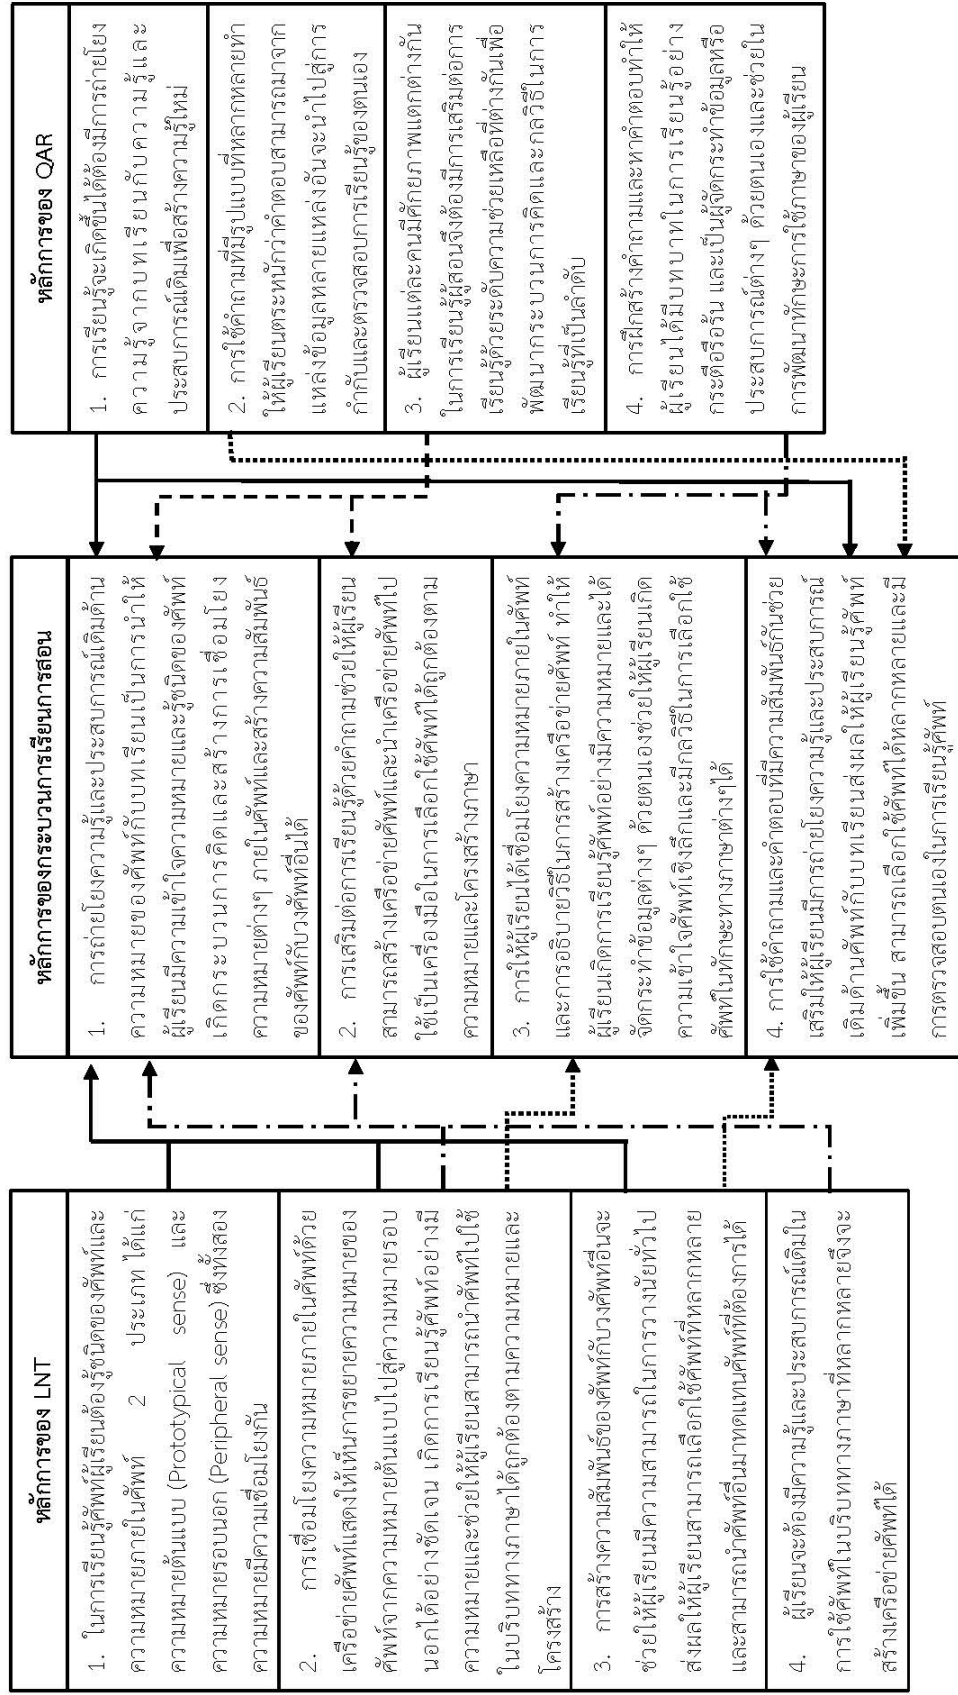 หลักการของ LNT
1. ในการเรียนรู้ศัพท์ผู้เรียนต้องรู้ชนิดของศัพท์และ
ความหมายภายในศัพท์ 2 ประเภท ได้แก่
ความหมายต้นแบบ (Prototypical sense) และ
ความหมายรอบนอก (Peripheral sense) ซึ่งทั้งสอง
ความหมายมีความเชื่อมโยงกัน
2. การเชื่อมโยงความหมายภายในศัพท์ด้วย
เครือข่ายศัพท์แสดงให้เห็นการขยายความหมายของ
ศัพท์จากความหมายต้นแบบไปสู่ความหมายรอบ
นอกได้อย่างชัดเจน เกิดการเรียนรู้ศัพท์อย่างมี
ความหมายและช่วยให้ผู้เรียนสามารถนำศัพท์ไปใช้
ในบริบททางภาษาได้ถูกต้องตามความหมายและ
โครงสร้าง
3. การสร้างความสัมพันธ์ของศัพท์กับวงศัพท์อื่นจะ
ช่วยให้ผู้เรียนมีความสามารถในการวางนัยทั่วไป
ส่งผลให้ผู้เรียนสามารถเลือกใช้ศัพท์ที่หลากหลาย
และสามารถนำศัพท์อื่นมาทดแทนศัพท์ที่ต้องการได้
4. ผู้เรียนจะต้องมีความรู้และประสบการณ์เดิมใน
การใช้ศัพท์ในบริบททางภาษาที่หลากหลายจึงจะ
สร้างเครือข่ายศัพท์ได้
หลักการของกระบวนการเรียนการสอน
1. การถ่ายโยงความรู้และประสบการณ์เดิมด้าน
ความหมายของศัพท์กับบทเรียนเป็นการนำให้
ผู้เรียนมีความเข้าใจความหมายและรู้ชนิดของศัพท์
เกิดกระบวนการคิดและสร้างการเชื่อมโยง
ความหมายต่างๆ ภายในศัพท์และสร้างความสัมพันธ์
ของศัพท์กับวงศัพท์อื่นได้
2. การเสริมต่อการเรียนรู้ด้วยคำถามช่วยให้ผู้เรียน
สามารถสร้างเครือข่ายศัพท์และนำเครือข่ายศัพท์ไป
ใช้เป็นเครื่องมือในการเลือกใช้ศัพท์ได้ถูกต้องตาม
ความหมายและโครงสร้างภาษา
3. การให้ผู้เรียนได้เชื่อมโยงความหมายภายในศัพท์
และการอธิบายวิธีในการสร้างเครือข่ายศัพท์ ทำให้
ผู้เรียนเกิดการเรียนรู้ศัพท์อย่างมีความหมายและได้
จัดกระทำข้อมูลต่างๆ ด้วยตนเองช่วยให้ผู้เรียนเกิด
ความเข้าใจศัพท์เชิงลึกและมีกลวิธีในการเลือกใช้
ศัพท์ในทักษะทางภาษาต่างๆได้
4. การใช้คำถามและคำตอบที่มีความสัมพันธ์กันช่วย
เสริมให้ผู้เรียนมีการถ่ายโยงความรู้และประสบการณ์
เดิมด้านศัพท์กับบทเรียนส่งผลให้ผู้เรียนรู้ศัพท์
เพิ่มขึ้น สามารถเลือกใช้ศัพท์ได้หลากหลายและมี
การตรวจสอบตนเองในการเรียนรู้ศัพท์
หลักการของ QAR
1. การเรียนรู้จะเกิดขึ้นได้ต้องมีการถ่ายโยง
ความรู้จากบทเรียนกับความรู้และ
ประสบการณ์เดิมเพื่อสร้างความรู้ใหม่
2. การใช้คำถามที่มีรูปแบบที่หลากหลายทำ
ให้ผู้เรียนตระหนักว่าคำตอบสามารถมาจาก
แหล่งข้อมูลหลายแหล่งอันจะนำไปสู่การ
กำกับและตรวจสอบการเรียนรู้ของตนเอง
3. ผู้เรียนแต่ละคนมีศักยภาพแตกต่างกัน
ในการเรียนรู้ผู้สอนจึงต้องมีการเสริมต่อการ
เรียนรู้ด้วยระดับความช่วยเหลือที่ต่างกันเพื่อ
พัฒนากระบวนการคิดและกลวิธีในการ
เรียนรู้ที่เป็นลำดับ
4. การฝึกสร้างคำถามและหาคำตอบทำให้
ผู้เรียนได้มีบทบาทในการเรียนรู้อย่าง
กระตือรือร้น และเป็นผู้จัดกระทำข้อมูลหรือ
ประสบการณ์ต่างๆ ด้วยตนเองและช่วยใน
การพัฒนาทักษะการใช้ภาษาของผู้เรียน